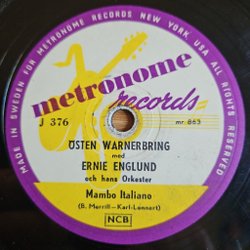 MADE IN SWEDEN FOR METRONOME RECORDS NEW YORK USA ALL RIGHTS RESERVED
metronome
records
J 376
mr 863
ÖSTEN WARNERBRING
med
ERNIE ENGLUND
och hans Orkester
Mambo Italiano
(B. Merrill—Karl-Lennart)
NCB